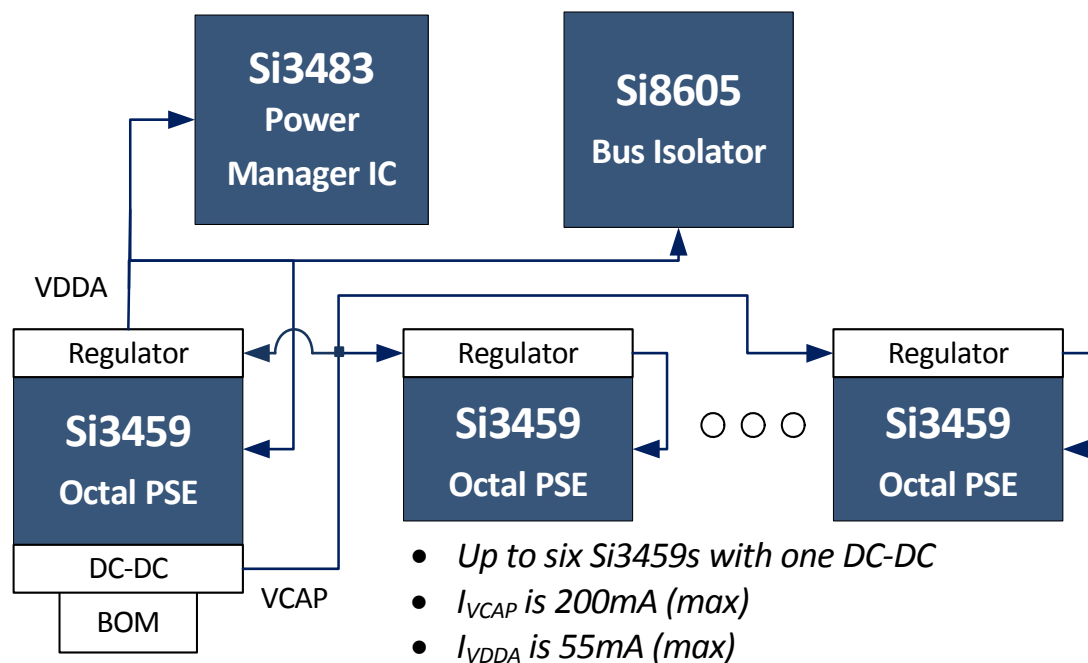 Si3483
Power
Manager IC
Si8605
Bus Isolator
VDDA
Regulator
Si3459
Octal PSE
DC-DC
BOM
VCAP
Regulator
Si3459
Octal PSE
Regulator
Si3459
Octal PSE
• Up to six Si3459s with one DC-DC
• IVCAP is 200mA (max)
• IVDDA is 55mA (max)